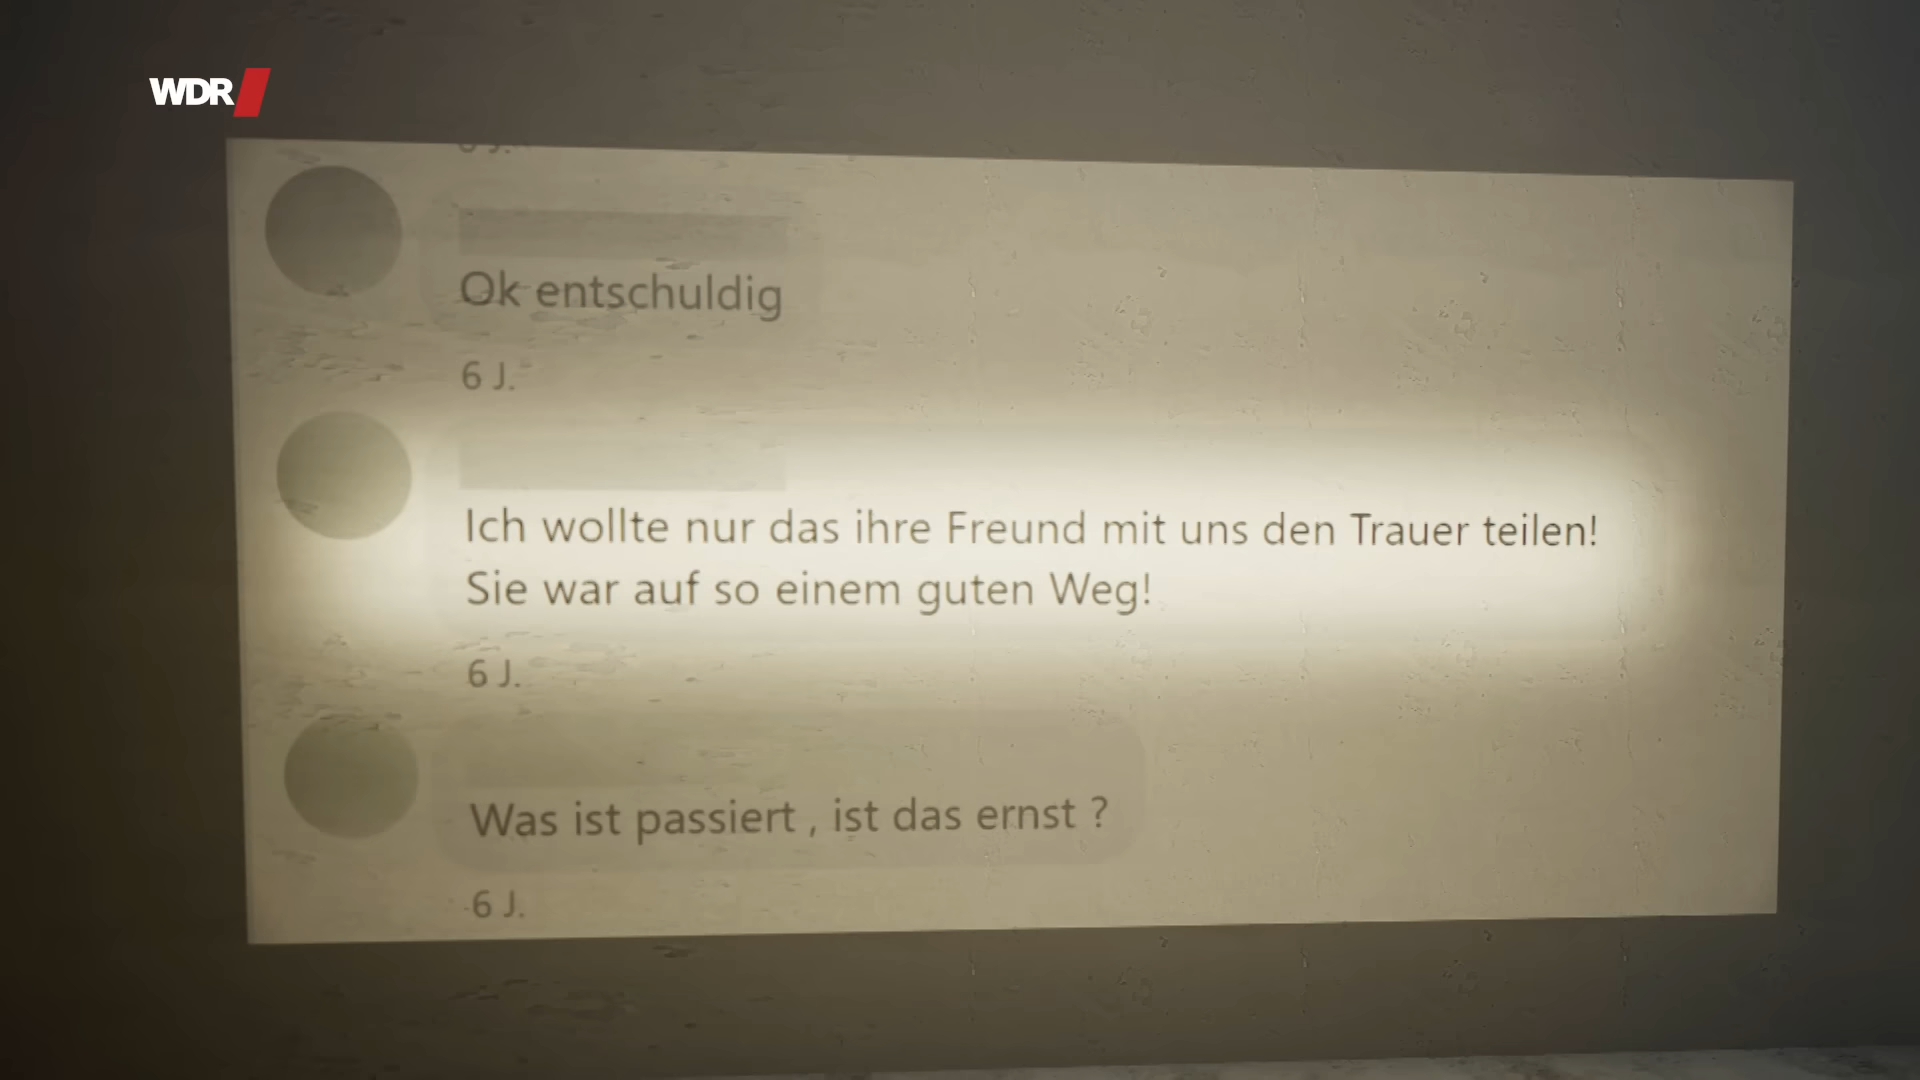 WDR
Ok entschuldig
6 J.
Ich wollte nur das ihre Freund mit uns den Trauer teilen!
Sie war auf so einem guten Weg!
6 J.
Was ist passiert , ist das ernst ?
6 J.